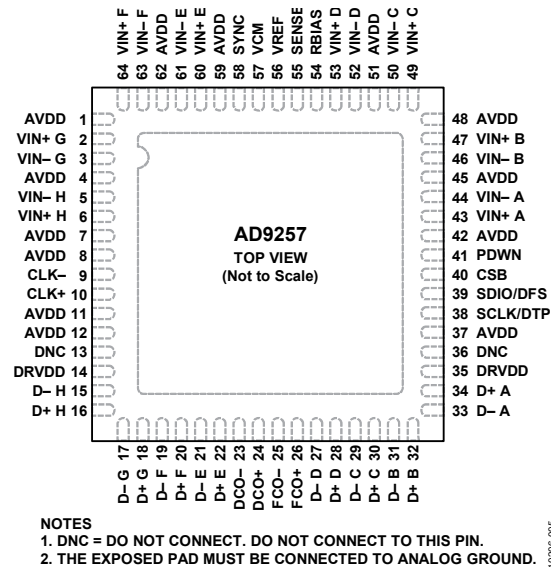 64 VIN+ F
63 VIN– F
62 AVDD
61 VIN– E
60 VIN+ E
59 AVDD
58 SYNC
57 VCM
56 VREF
55 SENSE
54 RBIAS
53 VIN+ D
52 VIN– D
51 AVDD
50 VIN– C
49 VIN+ C
AVDD 1
VIN+ G 2
VIN– G 3
AVDD 4
VIN– H 5
VIN+ H 6
AVDD 7
AVDD 8
CLK– 9
CLK+ 10
AVDD 11
AVDD 12
DNC 13
DRVDD 14
D– H 15
D+ H 16
AD9257
TOP VIEW
(Not to Scale)
48 AVDD
47 VIN+ B
46 VIN– B
45 AVDD
44 VIN– A
43 VIN+ A
42 AVDD
41 PDWN
40 CSB
39 SDIO/DFS
38 SCLK/DTP
37 AVDD
36 DNC
35 DRVDD
34 D+ A
33 D– A
D– G 17
D+ G 18
D– F 19
D+ F 20
D– E 21
D+ E 22
DCO– 23
DCO+ 24
FCO– 25
FCO+ 26
D– D 27
D+ D 28
D– C 29
D+ C 30
D– B 31
D+ B 32
NOTES
1. DNC = DO NOT CONNECT. DO NOT CONNECT TO THIS PIN.
2. THE EXPOSED PAD MUST BE CONNECTED TO ANALOG GROUND.